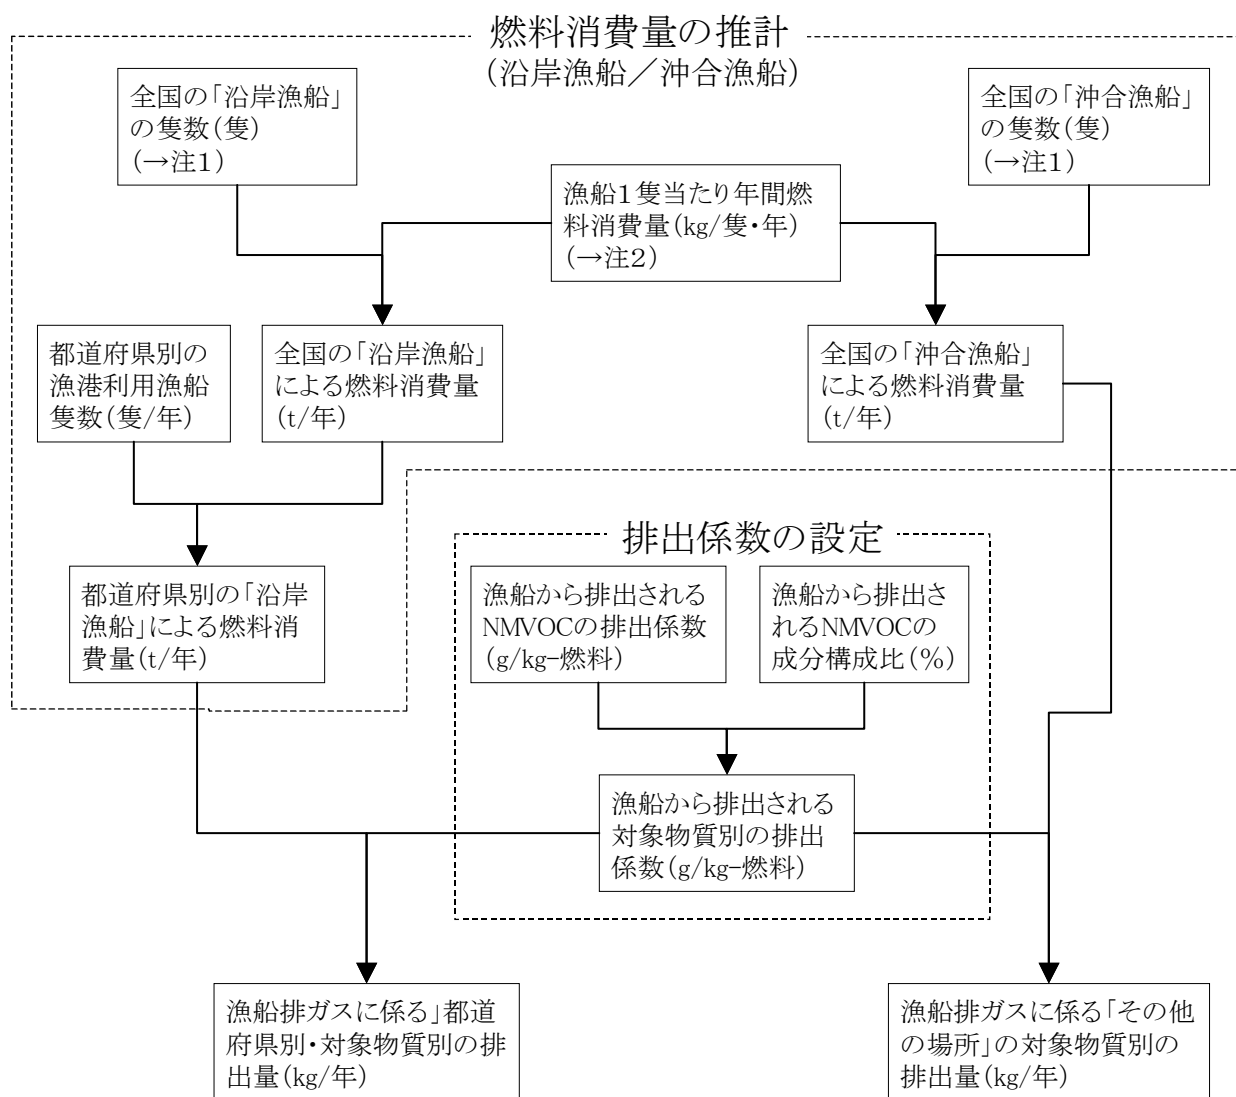 燃料消費量の推計
(沿岸漁船／沖合漁船)
全国の「沿岸漁船」
の隻数(隻)
(→注1)
全国の「沖合漁船」
の隻数(隻)
(→注1)
漁船1隻当たり年間燃
料消費量(kg/隻・年)
(→注2)
都道府県別の
漁港利用漁船
隻数(隻/年)
全国の「沿岸漁船」
による燃料消費量
(t/年)
全国の「沖合漁船」
による燃料消費量
(t/年)
排出係数の設定
都道府県別の「沿岸
漁船」による燃料消
費量(t/年)
漁船から排出される
NMVOCの排出係数
(g/kg-燃料)
漁船から排出さ
れるNMVOCの
成分構成比(%)
漁船から排出される
対象物質別の排出
係数(g/kg-燃料)
漁船排ガスに係る」都道
府県別・対象物質別の排
出量(kg/年)
漁船排ガスに係る「その他
の場所」の対象物質別の
排出量(kg/年)